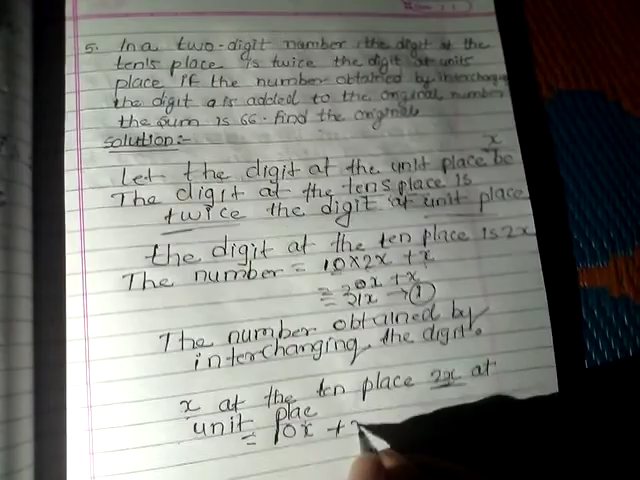 5. In a two-digit number, the digit at the
ten's place is twice the digit at units
place if the number obtained by interchanging
the digit is added to the original number
the sum is 66. find the original
Solution:-
Let the digit at the unit place be x
The digit at the tens place is
twice the digit at unit place
the digit at the ten place is 2x
The number = 10×2x + x
= 20x + x
= 21x → ①
The number obtained by
interchanging the digit.
x at the ten place 2x at
unit plac
= 10x +